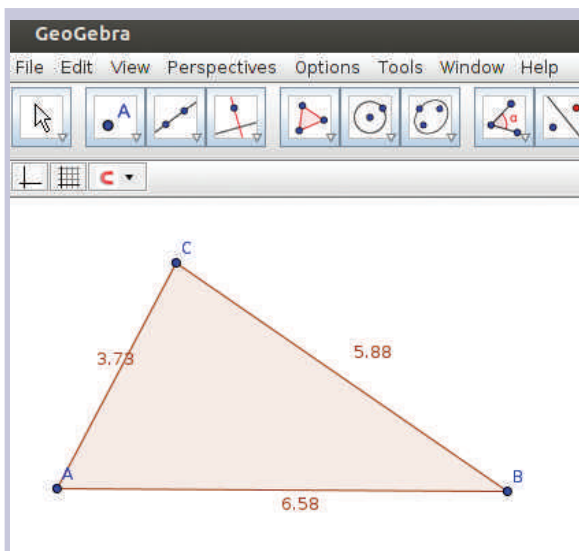 GeoGebra
File Edit View Perspectives Options Tools Window Help
A
α
C
3.73
5.88
A
B
6.58